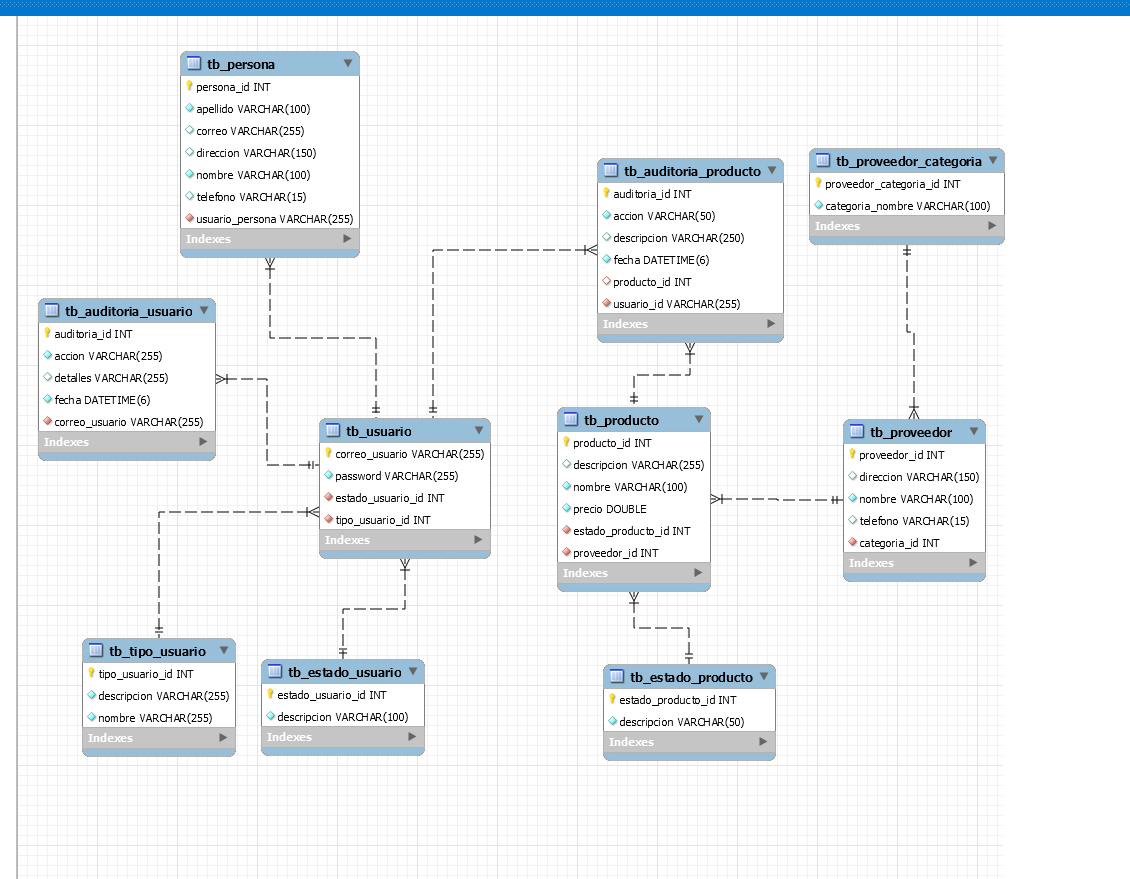 tb_persona
persona_id INT
apellido VARCHAR(100)
correo VARCHAR(255)
direccion VARCHAR(150)
nombre VARCHAR(100)
telefono VARCHAR(15)
usuario_persona VARCHAR(255)
Indexes
tb_auditoria_producto
auditoria_id INT
accion VARCHAR(50)
descripcion VARCHAR(250)
fecha DATETIME(6)
producto_id INT
usuario_id VARCHAR(255)
Indexes
tb_proveedor_categoria
proveedor_categoria_id INT
categoria_nombre VARCHAR(100)
Indexes
tb_auditoria_usuario
auditoria_id INT
accion VARCHAR(255)
detalles VARCHAR(255)
fecha DATETIME(6)
correo_usuario VARCHAR(255)
Indexes
tb_usuario
correo_usuario VARCHAR(255)
password VARCHAR(255)
estado_usuario_id INT
tipo_usuario_id INT
Indexes
tb_producto
producto_id INT
descripcion VARCHAR(255)
nombre VARCHAR(100)
precio DOUBLE
estado_producto_id INT
proveedor_id INT
Indexes
tb_proveedor
proveedor_id INT
direccion VARCHAR(150)
nombre VARCHAR(100)
telefono VARCHAR(15)
categoria_id INT
Indexes
tb_tipo_usuario
tipo_usuario_id INT
descripcion VARCHAR(255)
nombre VARCHAR(255)
Indexes
tb_estado_usuario
estado_usuario_id INT
descripcion VARCHAR(100)
Indexes
tb_estado_producto
estado_producto_id INT
descripcion VARCHAR(50)
Indexes